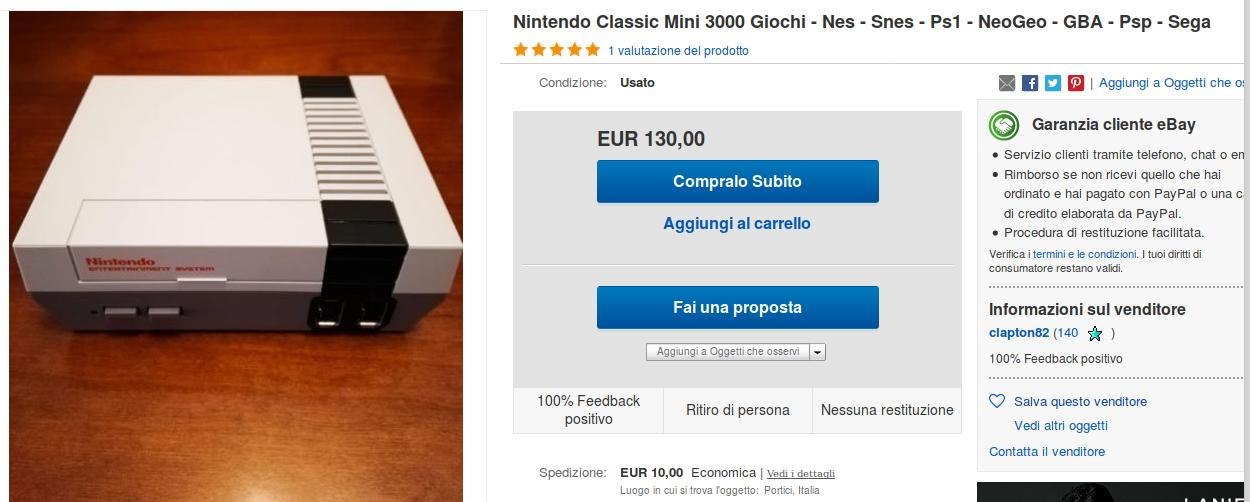 Nintendo Classic Mini 3000 Giochi - Nes - Snes - Ps1 - NeoGeo - GBA - Psp - Sega
1 valutazione del prodotto
Condizione: Usato
| Aggiungi a Oggetti che os
EUR 130,00
Compralo Subito
Aggiungi al carrello
Fai una proposta
Aggiungi a Oggetti che osservi
100% Feedback
positivo
Ritiro di persona
Nessuna restituzione
Spedizione: EUR 10,00 Economica | Vedi i dettagli
Luogo in cui si trova l'oggetto: Portici, Italia
Garanzia cliente eBay
• Servizio clienti tramite telefono, chat o em
• Rimborso se non ricevi quello che hai
ordinato e hai pagato con PayPal o una ca
di credito elaborata da PayPal.
• Procedura di restituzione facilitata.
Verifica i termini e le condizioni. I tuoi diritti di
consumatore restano validi.
Informazioni sul venditore
clapton82 (140 )
100% Feedback positivo
Salva questo venditore
Vedi altri oggetti
Contatta il venditore
Nintendo
ENTERTAINMENT SYSTEM